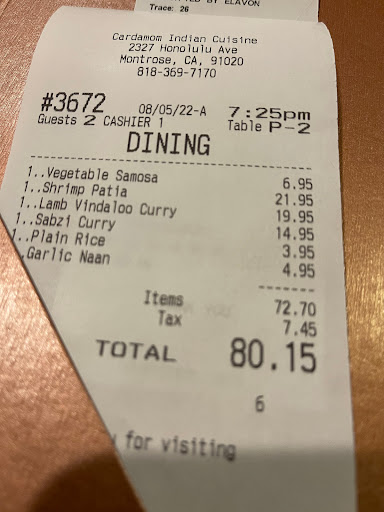 BY ELAVON
Trace: 26
Cardamom Indian Cuisine
2327 Honolulu Ave
Montrose, CA, 91020
818-369-7170
#3672 08/05/22-A 7:25pm
Guests 2 CASHIER 1 Table P-2
DINING
1..Vegetable Samosa 6.95
1..Shrimp Patia 21.95
1..Lamb Vindaloo Curry 19.95
1..Sabzi Curry 14.95
1..Plain Rice 3.95
.Garlic Naan 4.95
Items 72.70
Tax 7.45
TOTAL 80.15
6
for visiting